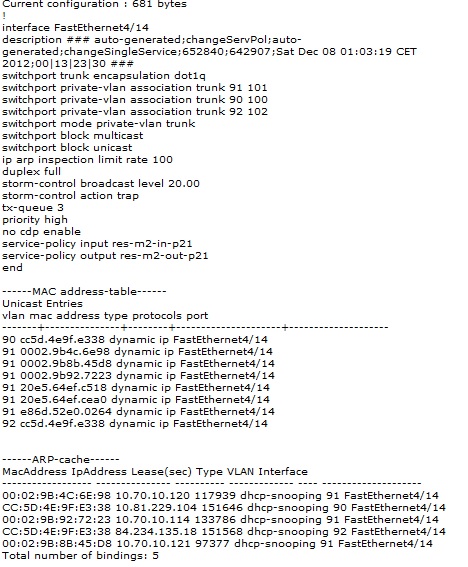 Current configuration : 681 bytes
!
interface FastEthernet4/14
description ### auto-generated;changeServPol;auto-
generated;changeSingleService;652840;642907;Sat Dec 08 01:03:19 CET
2012;00|13|23|30 ###
switchport trunk encapsulation dot1q
switchport private-vlan association trunk 91 101
switchport private-vlan association trunk 90 100
switchport private-vlan association trunk 92 102
switchport mode private-vlan trunk
switchport block multicast
switchport block unicast
ip arp inspection limit rate 100
duplex full
storm-control broadcast level 20.00
storm-control action trap
tx-queue 3
priority high
no cdp enable
service-policy input res-m2-in-p21
service-policy output res-m2-out-p21
end
------MAC address-table------
Unicast Entries
vlan mac address type protocols port
-------+---------------+--------+---------------------+--------------------
90 cc5d.4e9f.e338 dynamic ip FastEthernet4/14
91 0002.9b4c.6e98 dynamic ip FastEthernet4/14
91 0002.9b8b.45d8 dynamic ip FastEthernet4/14
91 0002.9b92.7223 dynamic ip FastEthernet4/14
91 20e5.64ef.c518 dynamic ip FastEthernet4/14
91 20e5.64ef.cea0 dynamic ip FastEthernet4/14
91 e86d.52e0.0264 dynamic ip FastEthernet4/14
92 cc5d.4e9f.e338 dynamic ip FastEthernet4/14
------ARP-cache------
MacAddress IpAddress Lease(sec) Type VLAN Interface
------------------ --------------- ---------- ------------- ---- --------------------
00:02:9B:4C:6E:98 10.70.10.120 117939 dhcp-snooping 91 FastEthernet4/14
CC:5D:4E:9F:E3:38 10.81.229.104 151646 dhcp-snooping 90 FastEthernet4/14
00:02:9B:92:72:23 10.70.10.114 133786 dhcp-snooping 91 FastEthernet4/14
CC:5D:4E:9F:E3:38 84.234.135.18 151568 dhcp-snooping 92 FastEthernet4/14
00:02:9B:8B:45:D8 10.70.10.121 97377 dhcp-snooping 91 FastEthernet4/14
Total number of bindings: 5